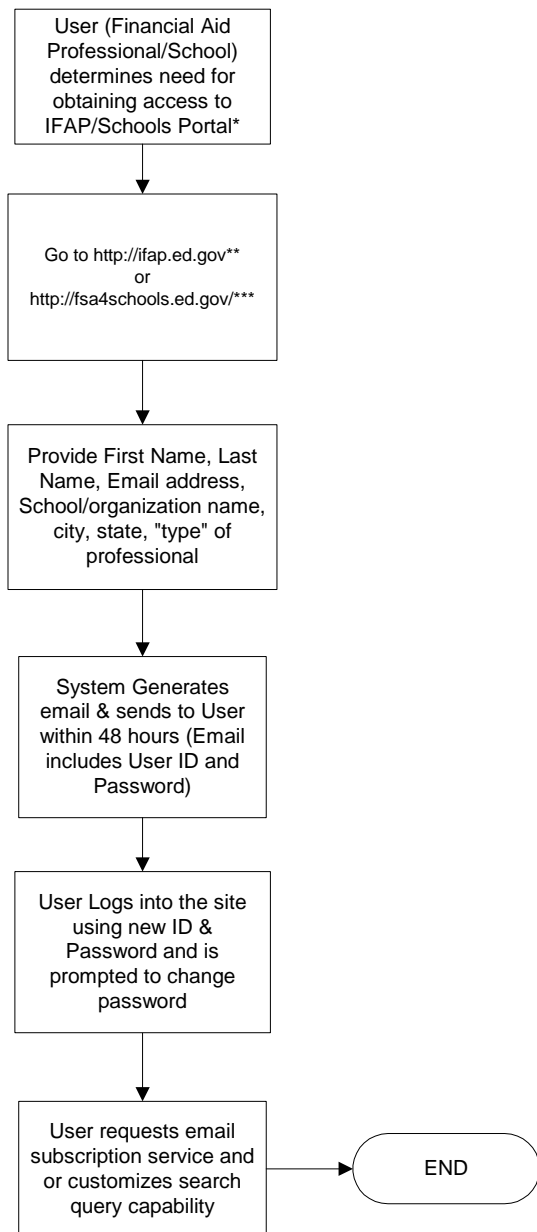 User (Financial Aid
Professional/School)
determines need for
obtaining access to
IFAP/Schools Portal*
Go to http://ifap.ed.gov**
or
http://fsa4schools.ed.gov/***
Provide First Name, Last
Name, Email address,
School/organization name,
city, state, "type" of
professional
System Generates
email & sends to User
within 48 hours (Email
includes User ID and
Password)
User Logs into the site
using new ID &
Password and is
prompted to change
password
User requests email
subscription service and
or customizes search
query capability
END